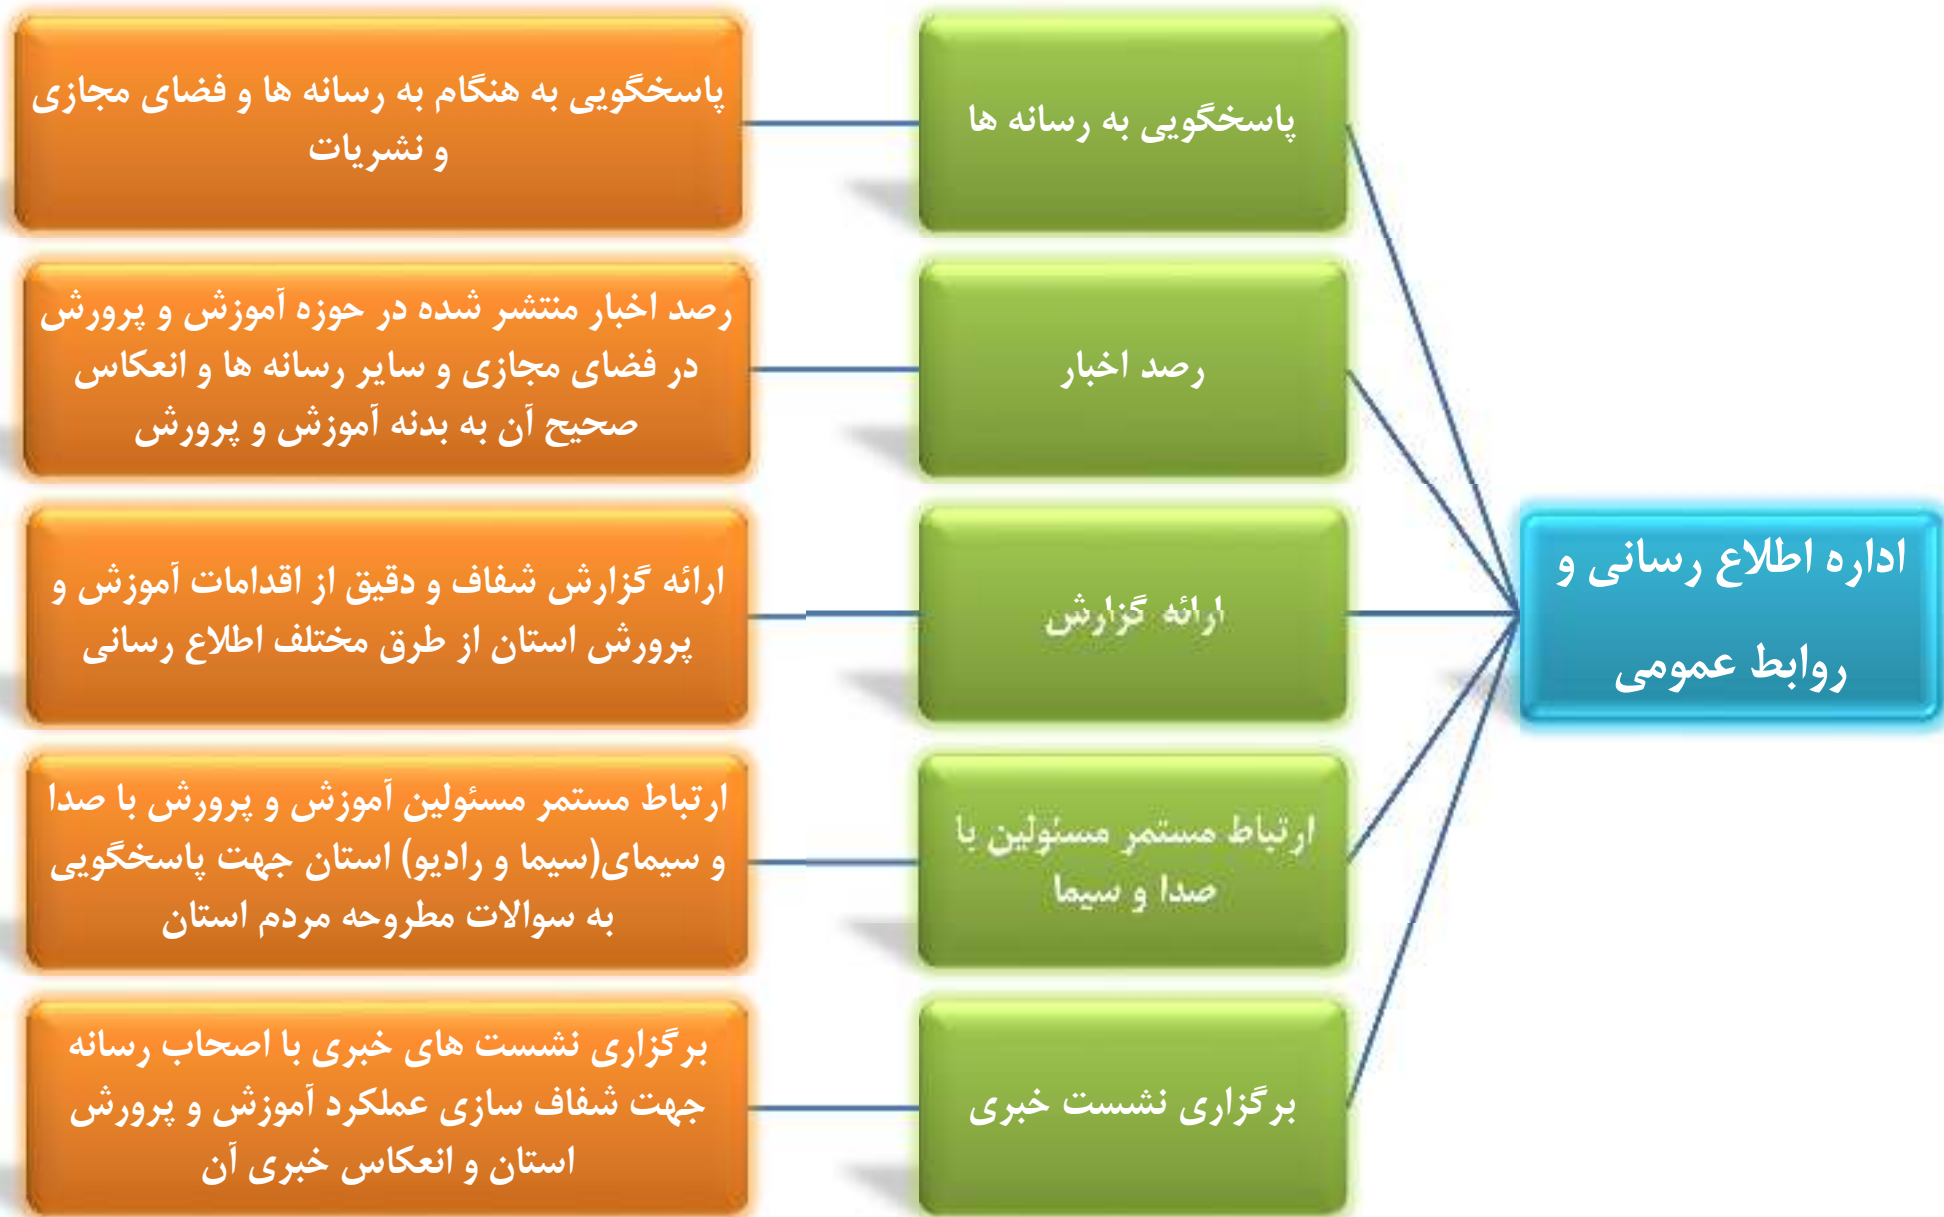 اداره اطلاع رسانی و
روابط عمومی
پاسخگویی به رسانه ها
پاسخگویی به هنگام به رسانه ها و فضای مجازی
و نشریات
رصد اخبار
رصد اخبار منتشر شده در حوزه آموزش و پرورش
در فضای مجازی و سایر رسانه ها و انعکاس
صحیح آن به بدنه آموزش و پرورش
ارائه گزارش
ارائه گزارش شفاف و دقیق از اقدامات آموزش و
پرورش استان از طرق مختلف اطلاع رسانی
ارتباط مستمر مسئولین با
صدا و سیما
ارتباط مستمر مسئولین آموزش و پرورش با صدا
و سیمای(سیما و رادیو) استان جهت پاسخگویی
به سوالات مطروحه مردم استان
برگزاری نشست خبری
برگزاری نشست های خبری با اصحاب رسانه
جهت شفاف سازی عملکرد آموزش و پرورش
استان و انعکاس خبری آن